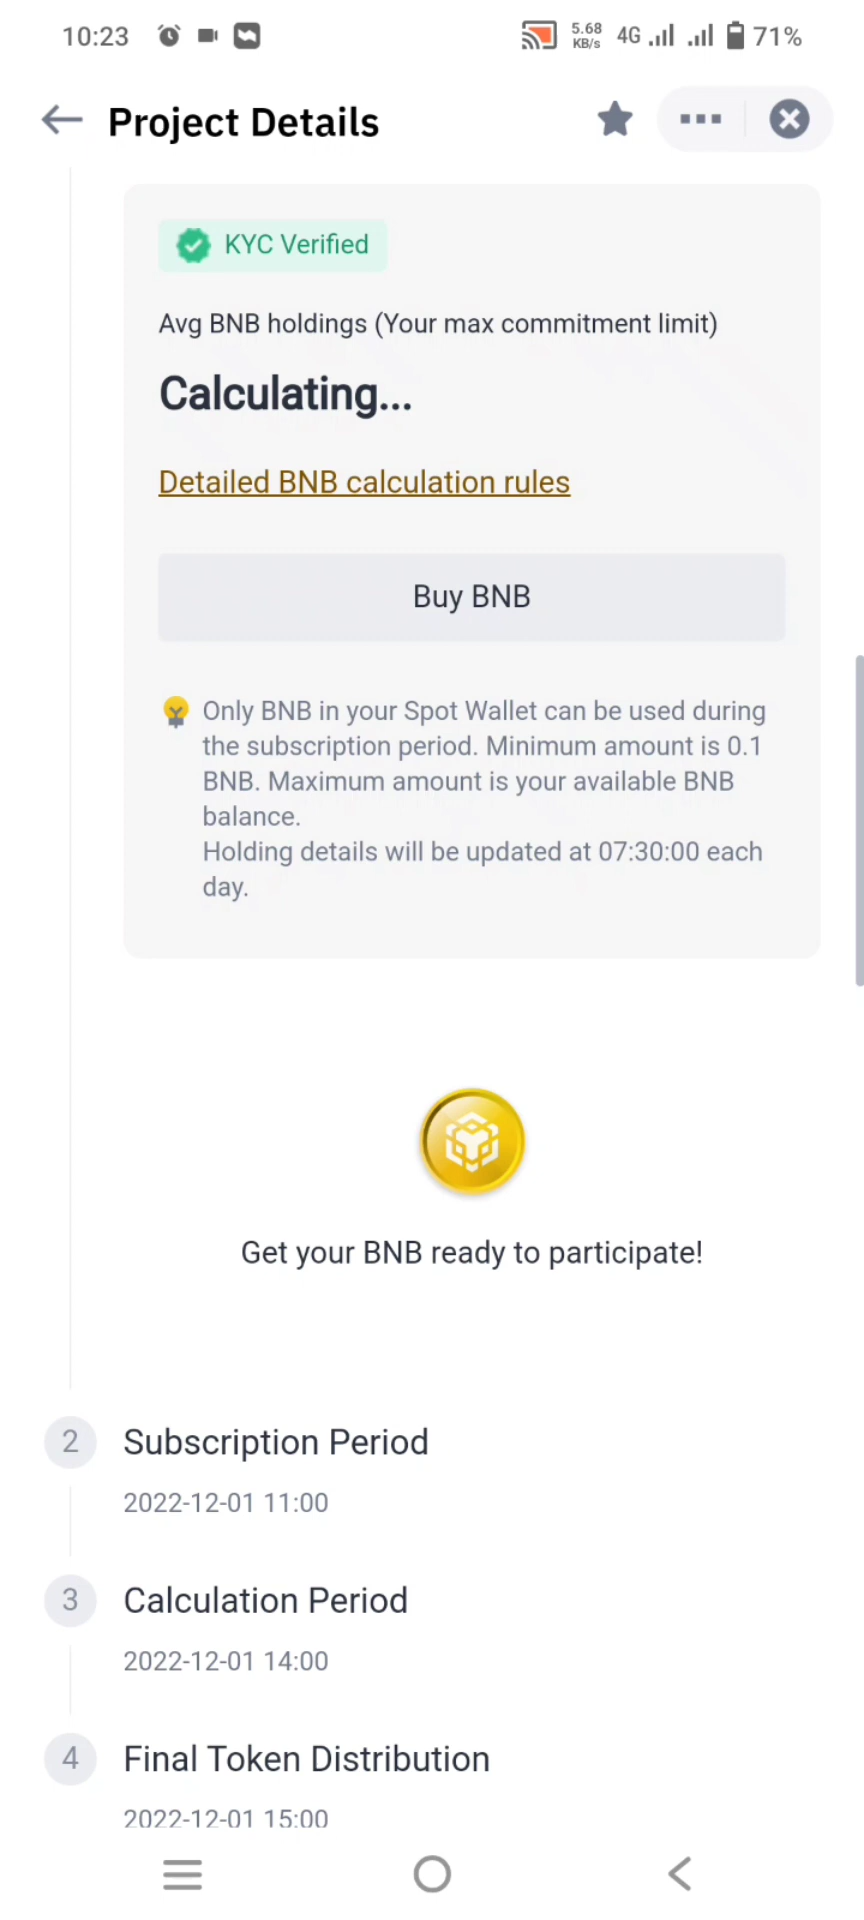 10:23
5.68
KB/s
4G
71%
Project Details
KYC Verified
Avg BNB holdings (Your max commitment limit)
Calculating...
Detailed BNB calculation rules
Buy BNB
Only BNB in your Spot Wallet can be used during
the subscription period. Minimum amount is 0.1
BNB. Maximum amount is your available BNB
balance.
Holding details will be updated at 07:30:00 each
day.
Get your BNB ready to participate!
2 Subscription Period
2022-12-01 11:00
3 Calculation Period
2022-12-01 14:00
4 Final Token Distribution
2022-12-01 15:00